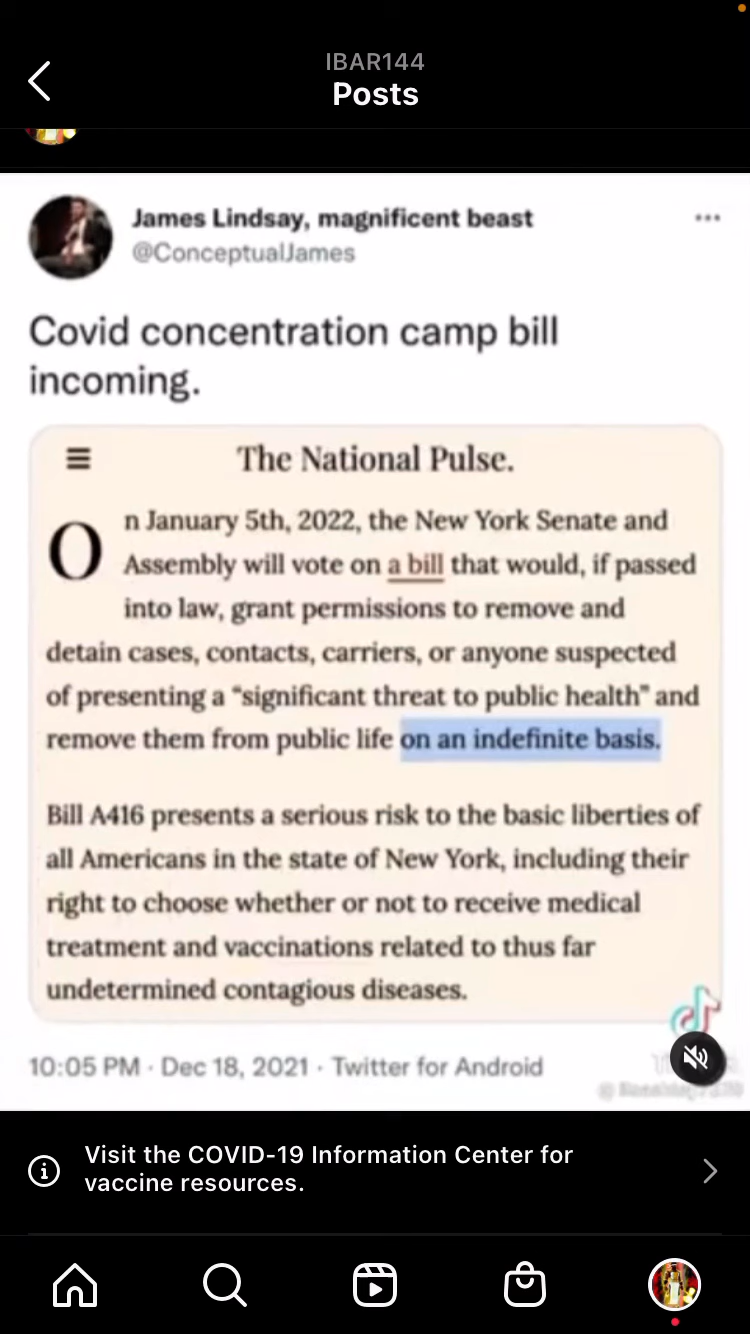 IBAR144
Posts
James Lindsay, magnificent beast
@ConceptualJames
Covid concentration camp bill
incoming.
The National Pulse.
On January 5th, 2022, the New York Senate and
Assembly will vote on a bill that would, if passed
into law, grant permissions to remove and
detain cases, contacts, carriers, or anyone suspected
of presenting a “significant threat to public health” and
remove them from public life on an indefinite basis.
Bill A416 presents a serious risk to the basic liberties of
all Americans in the state of New York, including their
right to choose whether or not to receive medical
treatment and vaccinations related to thus far
undetermined contagious diseases.
10:05 PM · Dec 18, 2021 · Twitter for Android
Visit the COVID-19 Information Center for
vaccine resources.